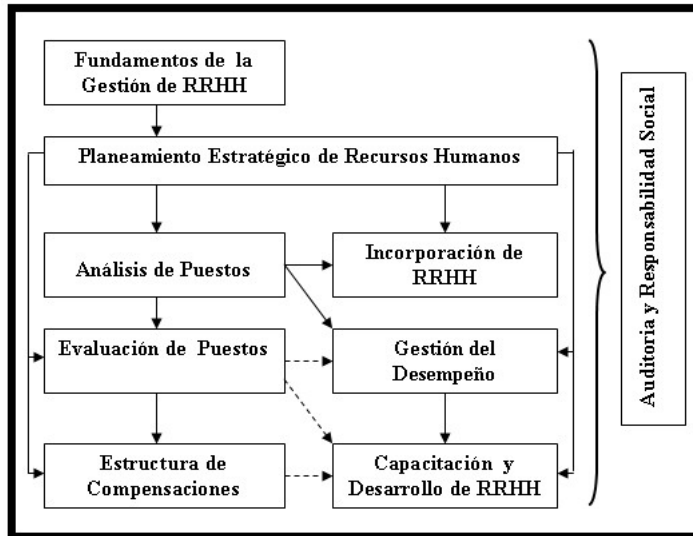 Fundamentos de la
Gestión de RRHH
Planeamiento Estratégico de Recursos Humanos
Análisis de Puestos
Incorporación de
RRHH
Evaluación de Puestos
Gestión del
Desempeño
Estructura de
Compensaciones
Capacitación y
Desarrollo de RRHH
Auditoria y Responsabilidad Social